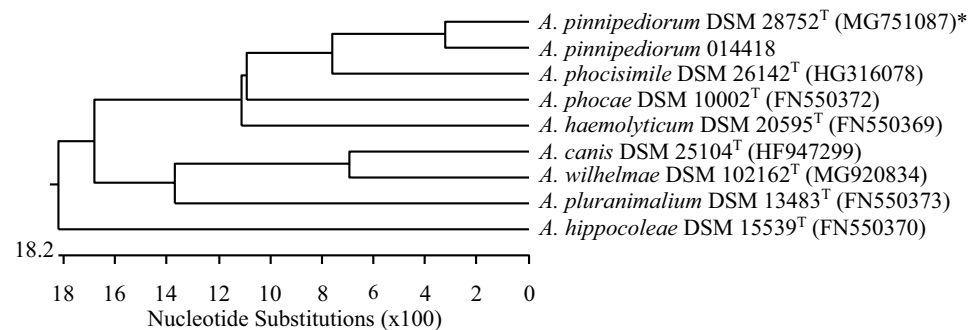 A. pinnipediorum DSM 28752ᵀ (MG751087)*
A. pinnipediorum 014418
A. phocisimile DSM 26142ᵀ (HG316078)
A. phocae DSM 10002ᵀ (FN550372)
A. haemolyticum DSM 20595ᵀ (FN550369)
A. canis DSM 25104ᵀ (HF947299)
A. wilhelmae DSM 102162ᵀ (MG920834)
A. pluranimalium DSM 13483ᵀ (FN550373)
A. hippocoleae DSM 15539ᵀ (FN550370)
18.2
18 16 14 12 10 8 6 4 2 0
Nucleotide Substitutions (x100)